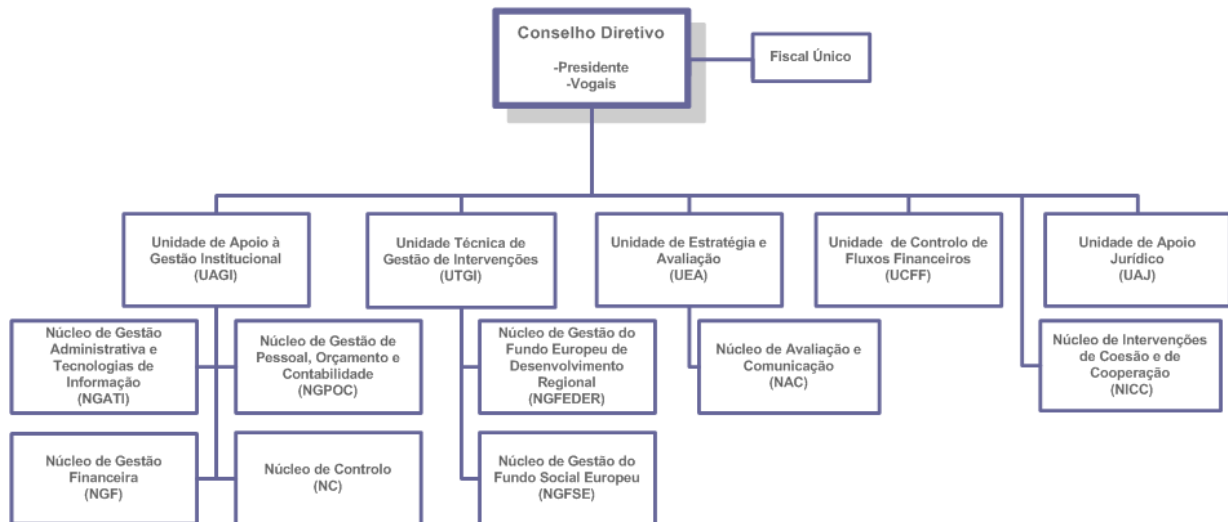 Conselho Diretivo
-Presidente
-Vogais
Fiscal Único
Unidade de Apoio à
Gestão Institucional
(UAGI)
Unidade Técnica de
Gestão de Intervenções
(UTGI)
Unidade de Estratégia e
Avaliação
(UEA)
Unidade de Controlo de
Fluxos Financeiros
(UCFF)
Unidade de Apoio
Jurídico
(UAJ)
Núcleo de Gestão
Administrativa e
Tecnologias de
Informação
(NGATI)
Núcleo de Gestão de
Pessoal, Orçamento e
Contabilidade
(NGPOC)
Núcleo de Gestão do
Fundo Europeu de
Desenvolvimento
Regional
(NGFEDER)
Núcleo de Avaliação e
Comunicação
(NAC)
Núcleo de Intervenções
de Coesão e de
Cooperação
(NICC)
Núcleo de Gestão
Financeira
(NGF)
Núcleo de Controlo
(NC)
Núcleo de Gestão do
Fundo Social Europeu
(NGFSE)